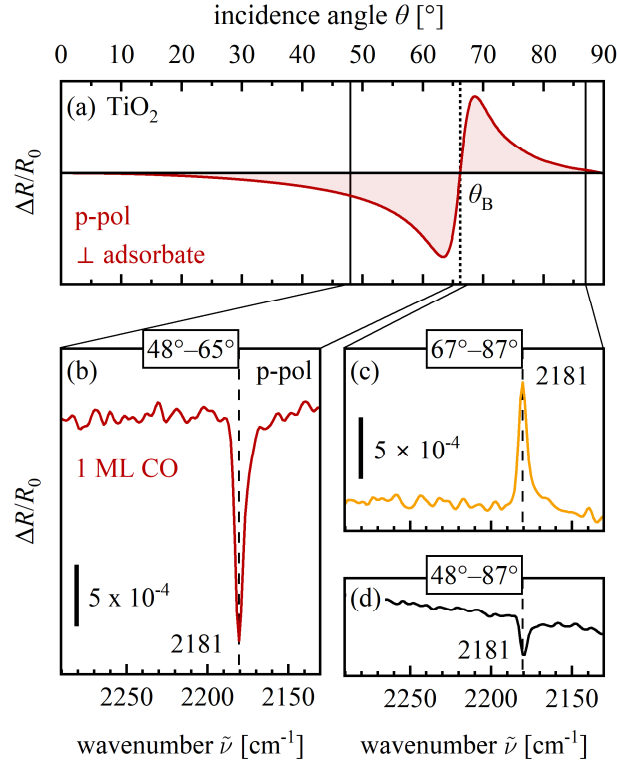 incidence angle θ [°]
0 10 20 30 40 50 60 70 80 90
(a) TiO₂
ΔR/R₀
θ_B
p-pol
⊥ adsorbate
48°–65°
67°–87°
(b)
p-pol
(c)
2181
5 × 10⁻⁴
1 ML CO
ΔR/R₀
48°–87°
5 x 10⁻⁴
(d)
2181
2181
2250 2200 2150
2250 2200 2150
wavenumber ν̃ [cm⁻¹]
wavenumber ν̃ [cm⁻¹]